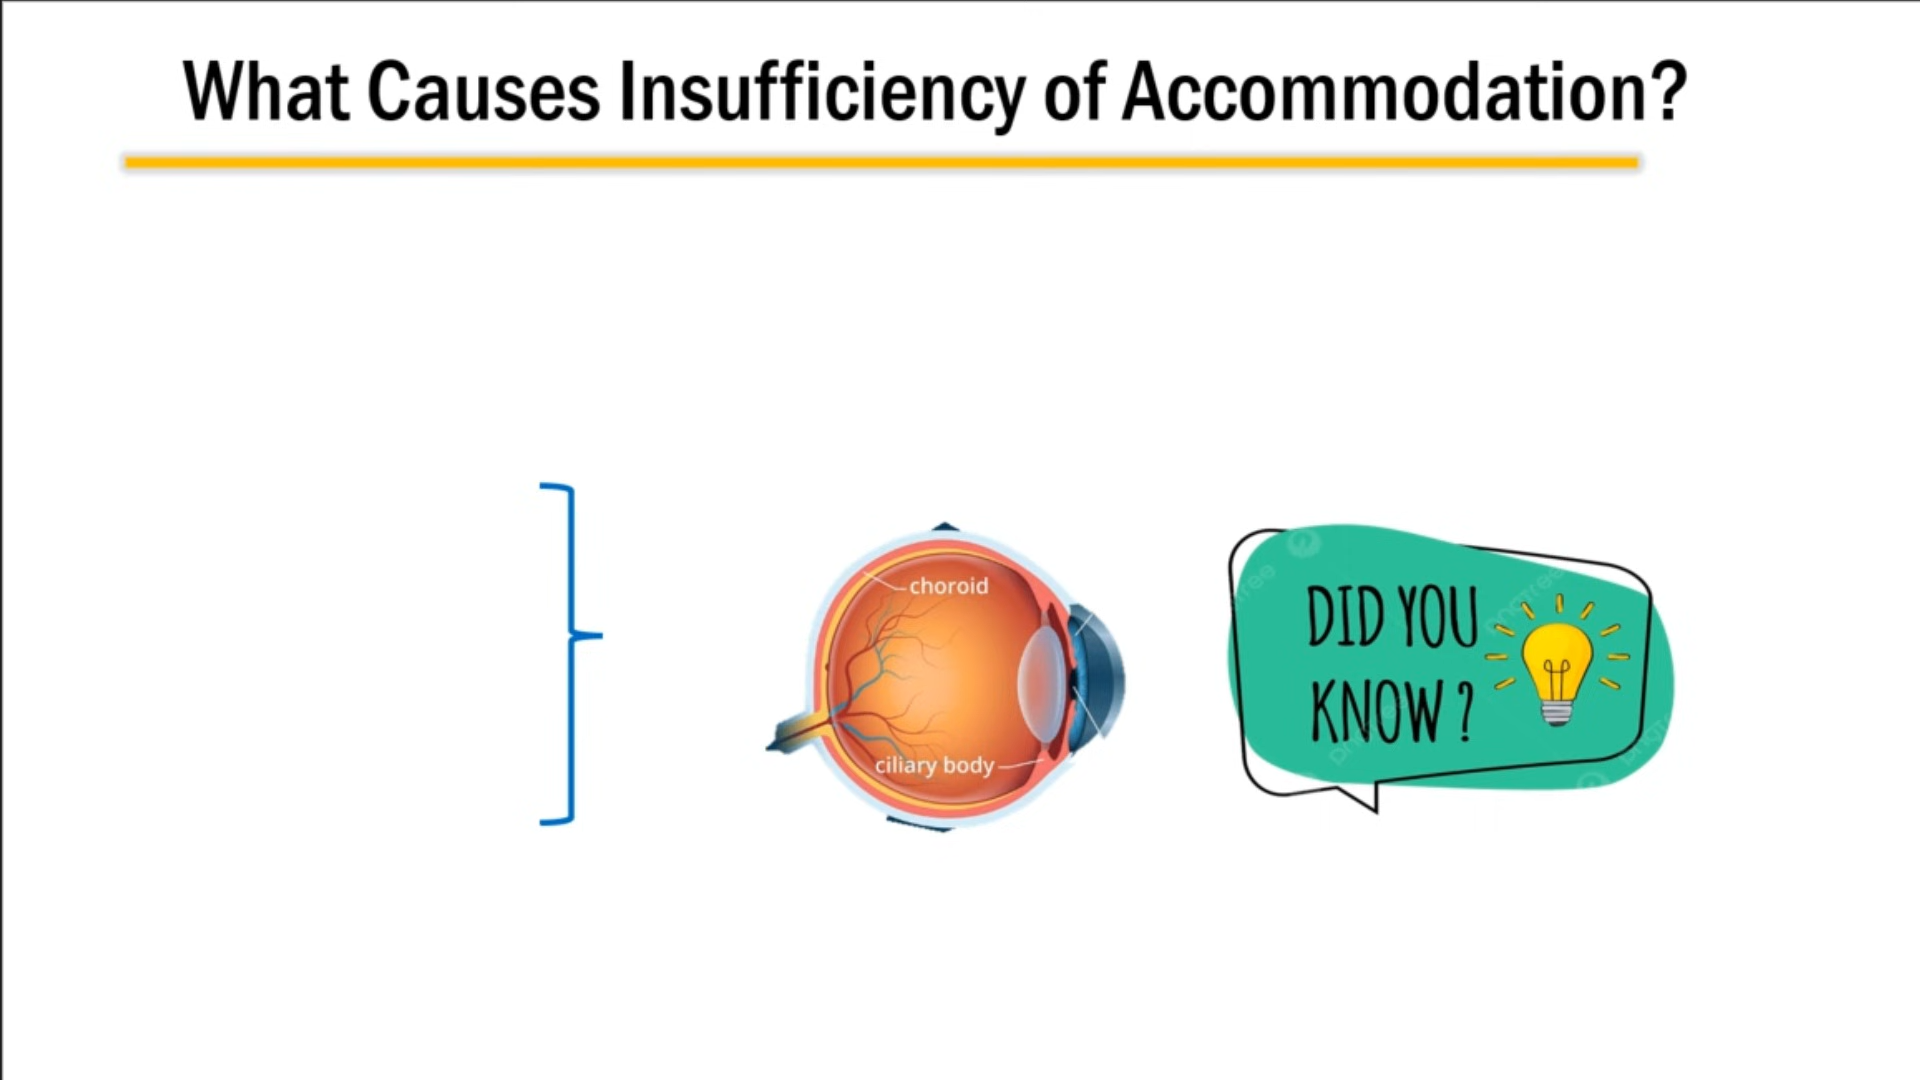 What Causes Insufficiency of Accommodation?
choroid
ciliary body
DID YOU
KNOW ?